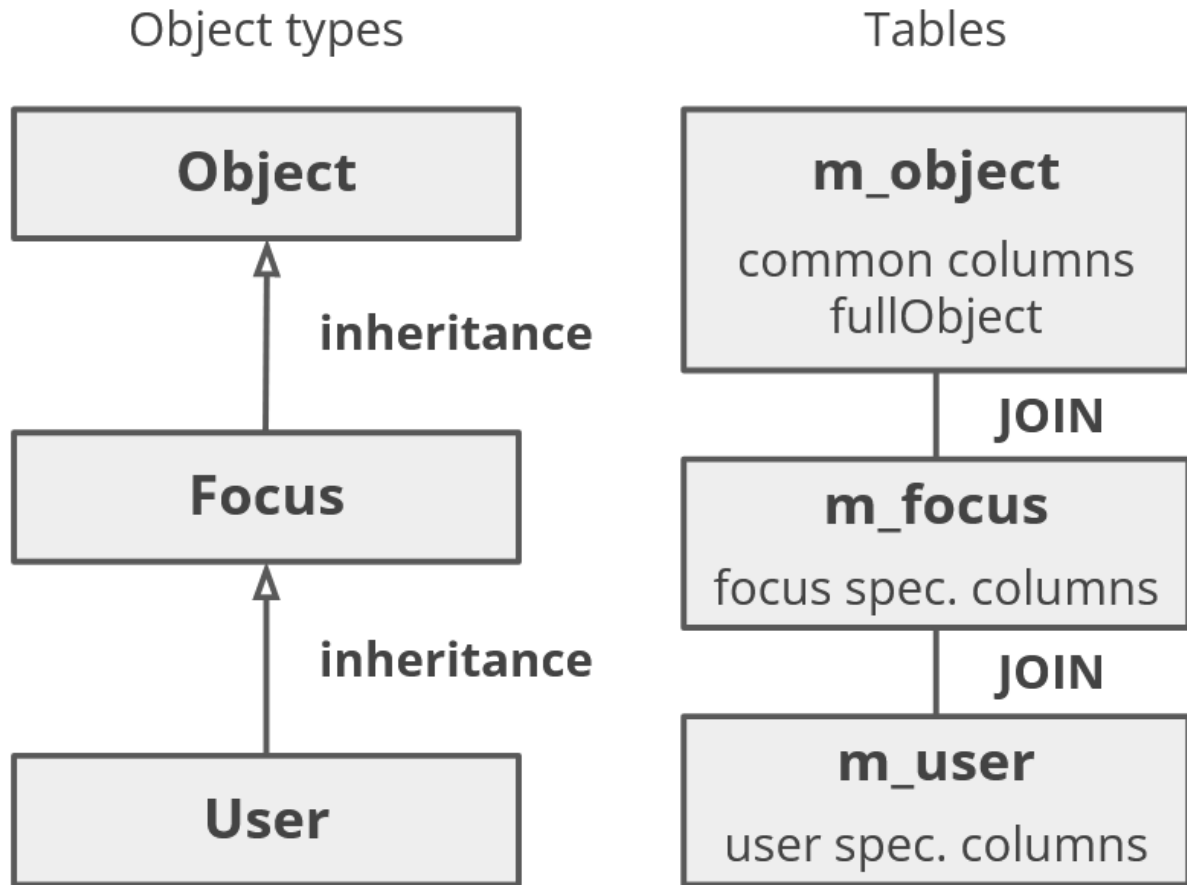 Object types
Tables
Object
m_object
common columns
fullObject
inheritance
JOIN
Focus
m_focus
focus spec. columns
inheritance
JOIN
User
m_user
user spec. columns